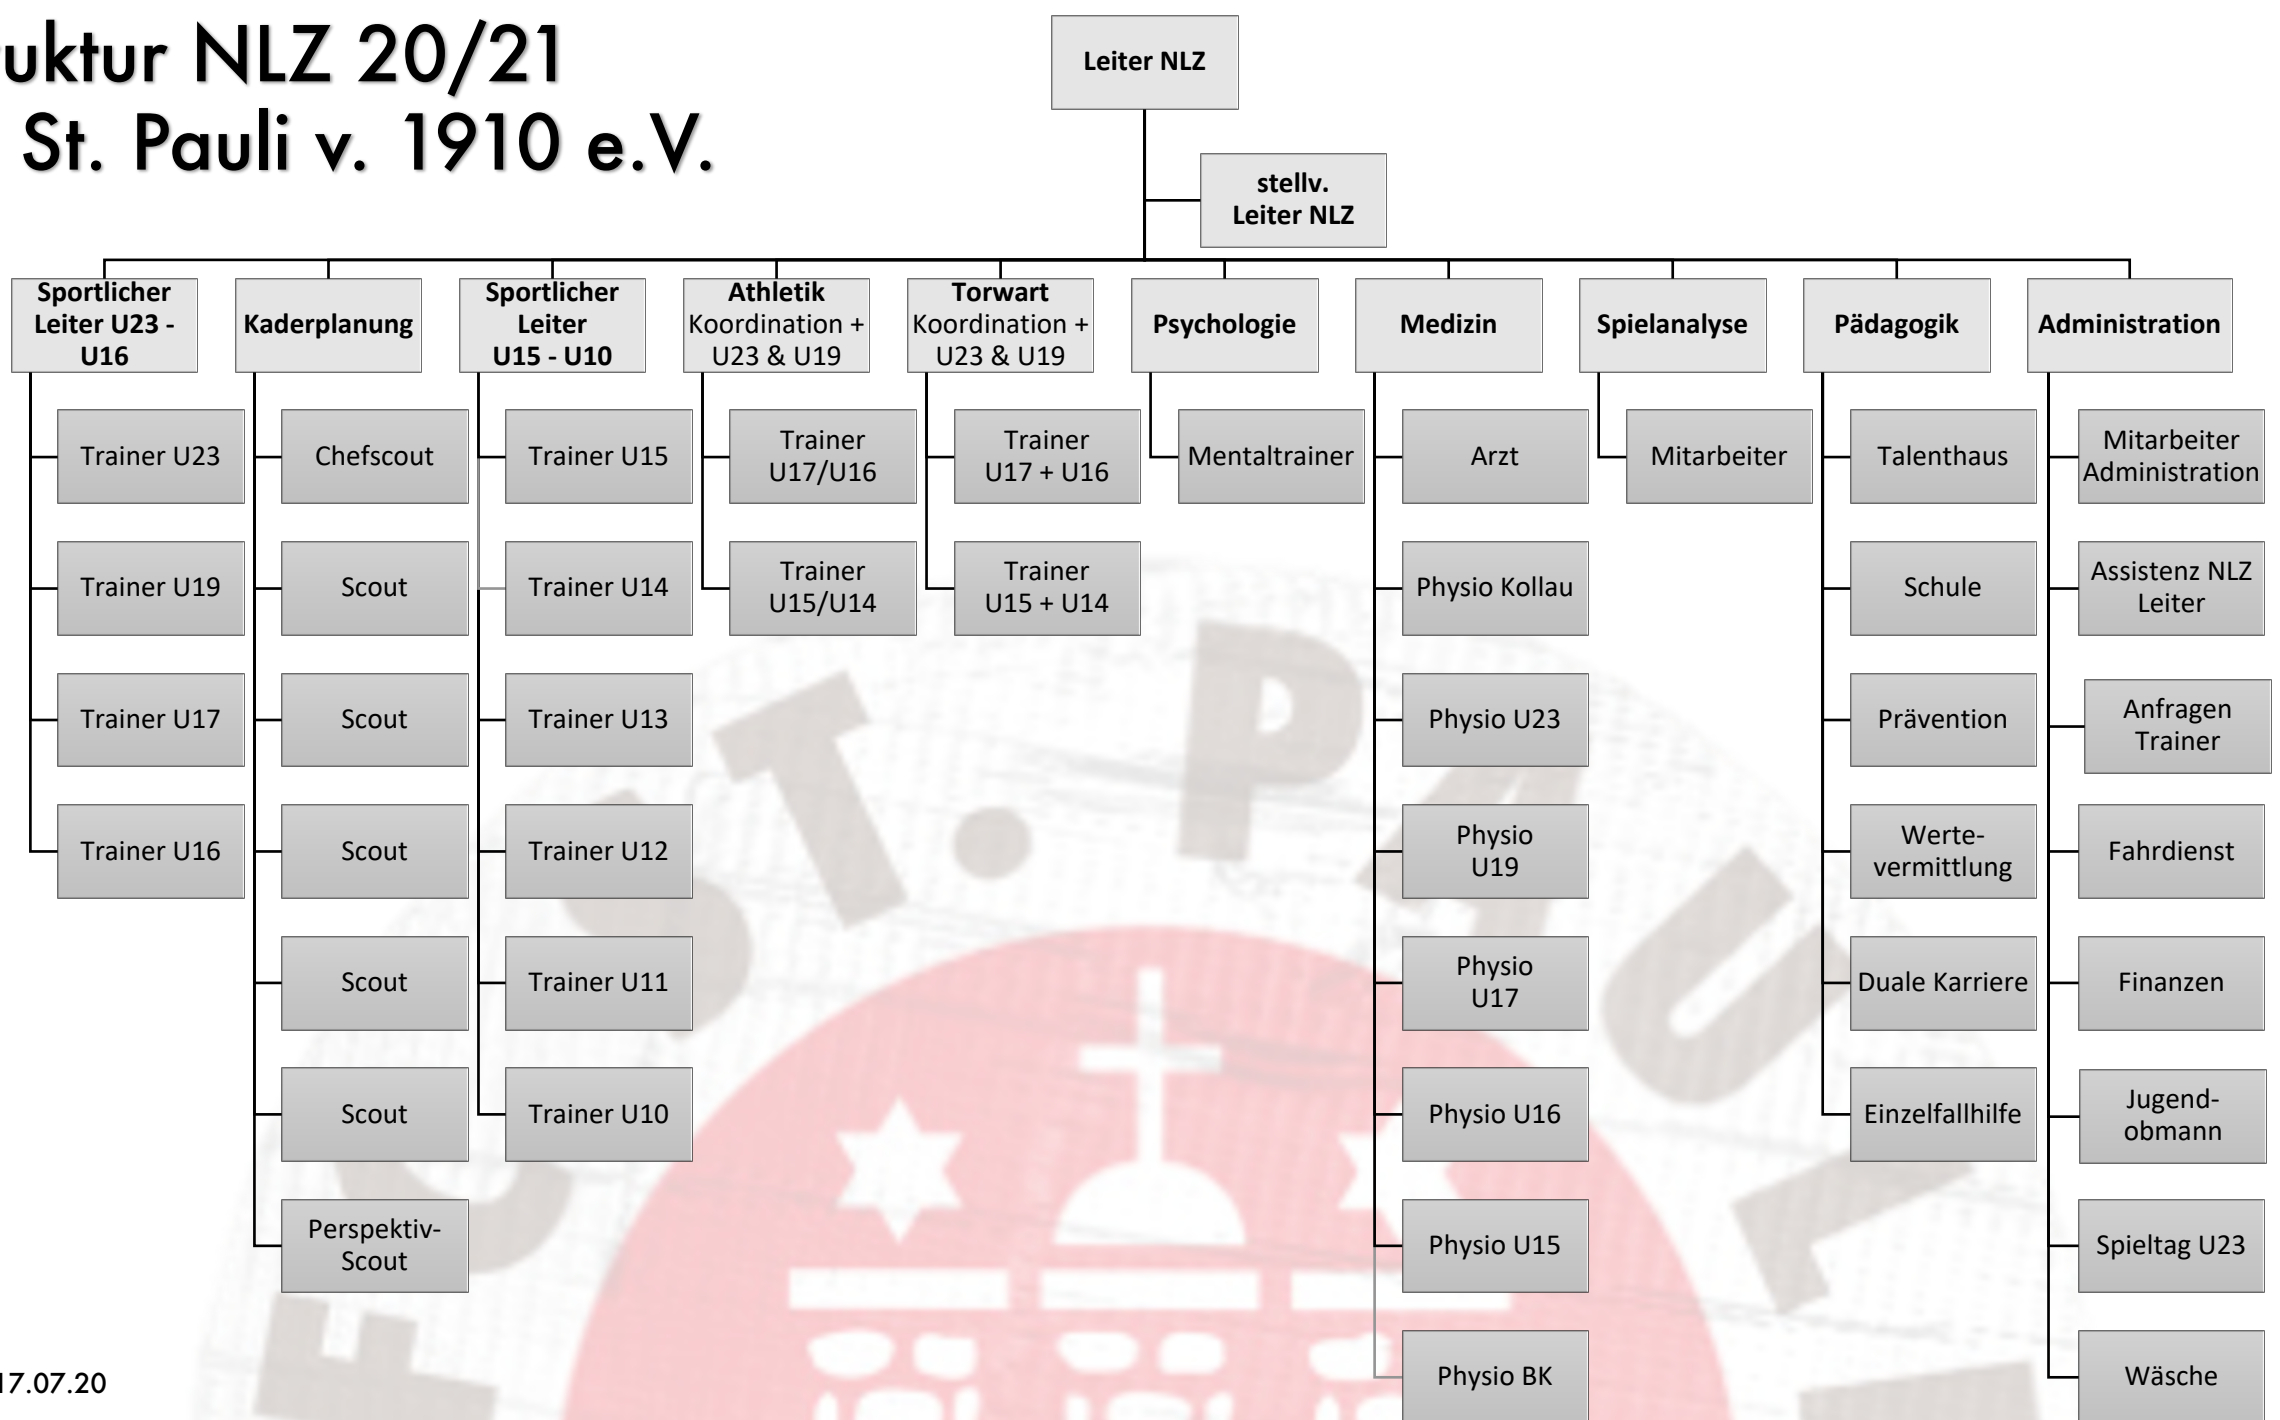 uktur NLZ 20/21
St. Pauli v. 1910 e.V.
Leiter NLZ
stellv.
Leiter NLZ
Sportlicher
Leiter U23 -
U16
Trainer U23
Trainer U19
Trainer U17
Trainer U16
Kaderplanung
Chefscout
Scout
Scout
Scout
Scout
Scout
Perspektiv-
Scout
Sportlicher
Leiter
U15 - U10
Trainer U15
Trainer U14
Trainer U13
Trainer U12
Trainer U11
Trainer U10
Athletik
Koordination +
U23 & U19
Trainer
U17/U16
Trainer
U15/U14
Torwart
Koordination +
U23 & U19
Trainer
U17 + U16
Trainer
U15 + U14
Psychologie
Mentaltrainer
Medizin
Arzt
Physio Kollau
Physio U23
Physio
U19
Physio
U17
Physio U16
Physio U15
Physio BK
Spielanalyse
Mitarbeiter
Pädagogik
Talenthaus
Schule
Prävention
Werte-
vermittlung
Duale Karriere
Einzelfallhilfe
Administration
Mitarbeiter
Administration
Assistenz NLZ
Leiter
Anfragen
Trainer
Fahrdienst
Finanzen
Jugend-
obmann
Spieltag U23
Wäsche
17.07.20
FC ST. PAULI